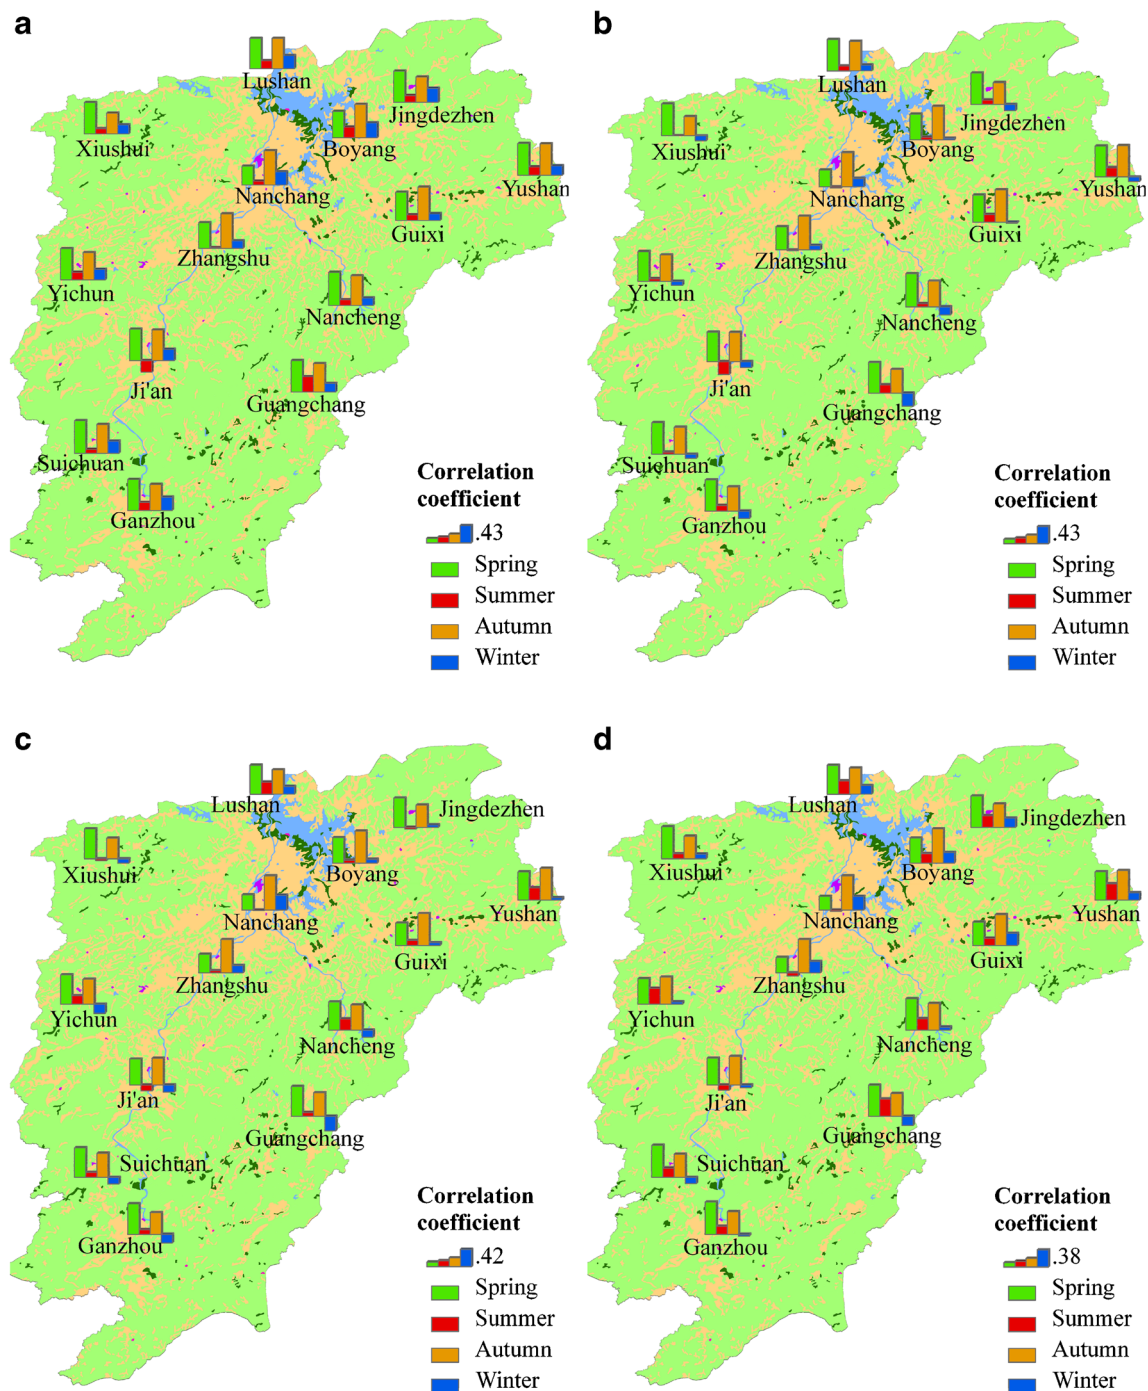 a
Lushan
Jingdezhen
Xiushui
Boyang
Yushan
Nanchang
Guixi
Zhangshu
Yichun
Nancheng
Ji'an
Guangchang
Suichuan
Ganzhou
Correlation
coefficient
.43
Spring
Summer
Autumn
Winter
b
Lushan
Jingdezhen
Xiushui
Boyang
Yushan
Nanchang
Guixi
Zhangshu
Yichun
Nancheng
Ji'an
Guangchang
Suichuan
Ganzhou
Correlation
coefficient
.43
Spring
Summer
Autumn
Winter
c
Lushan
Jingdezhen
Xiushui
Boyang
Yushan
Nanchang
Guixi
Zhangshu
Yichun
Nancheng
Ji'an
Guangchang
Suichuan
Ganzhou
Correlation
coefficient
.42
Spring
Summer
Autumn
Winter
d
Lushan
Jingdezhen
Xiushui
Boyang
Yushan
Nanchang
Guixi
Zhangshu
Yichun
Nancheng
Ji'an
Guangchang
Suichuan
Ganzhou
Correlation
coefficient
.38
Spring
Summer
Autumn
Winter